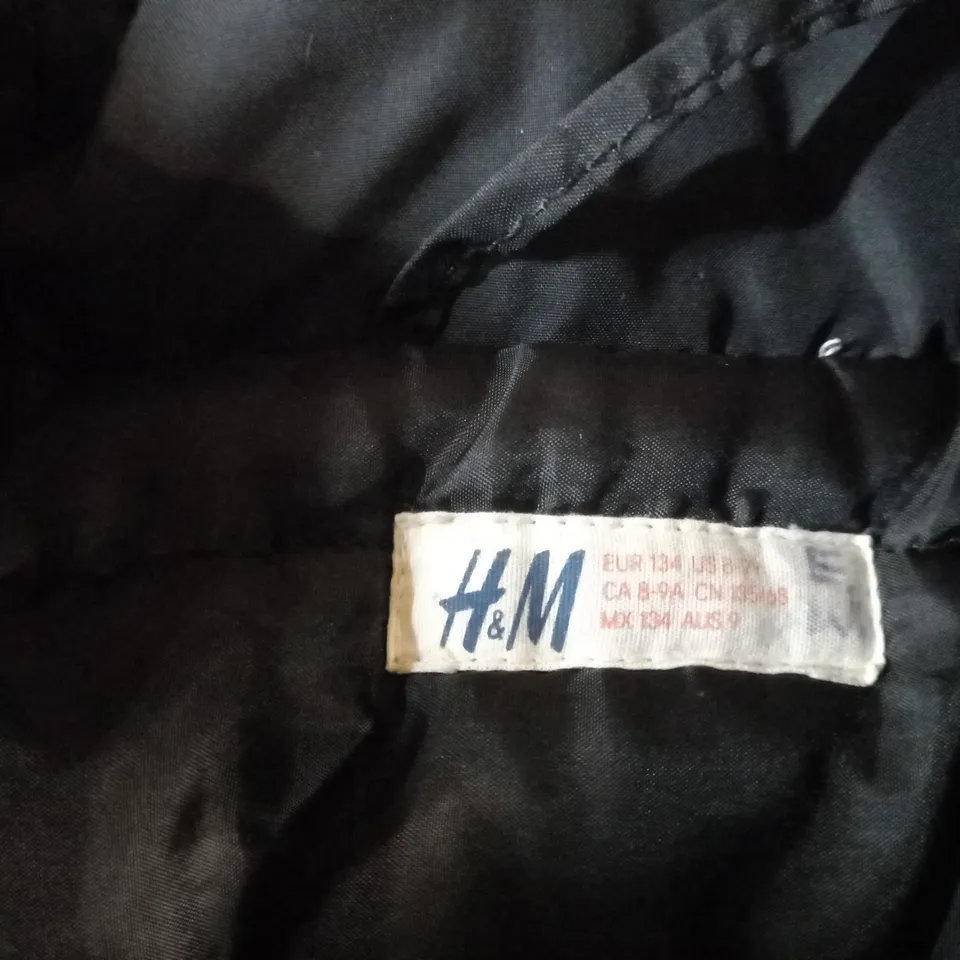 H&M
EUR 134 US 8-9Y
CA 8-9A CN 135/68
MX 134 AUS 9